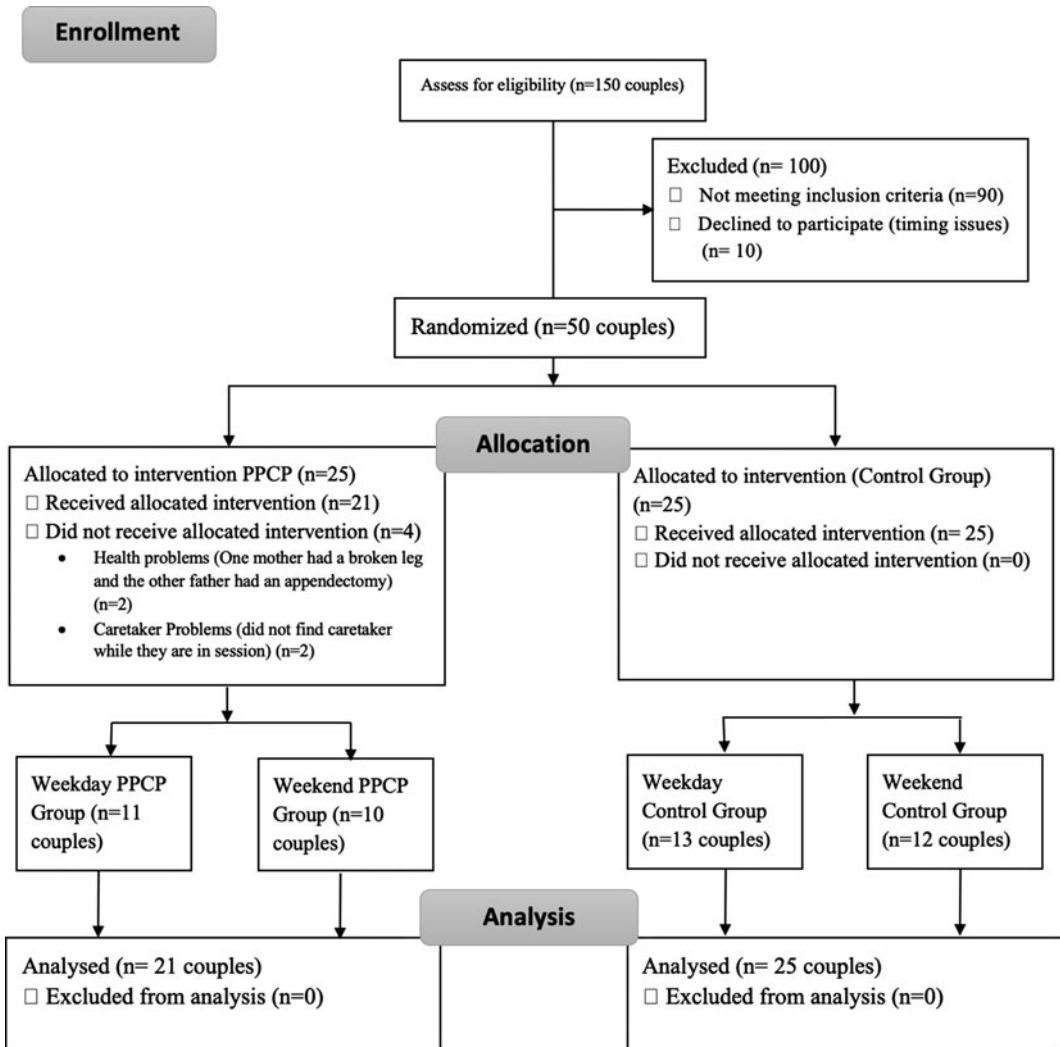 Enrollment
Assess for eligibility (n=150 couples)
Excluded (n= 100)
☐ Not meeting inclusion criteria (n=90)
☐ Declined to participate (timing issues)
(n= 10)
Randomized (n=50 couples)
Allocation
Allocated to intervention PPCP (n=25)
☐ Received allocated intervention (n=21)
☐ Did not receive allocated intervention (n=4)
• Health problems (One mother had a broken leg
and the other father had an appendectomy)
(n=2)
• Caretaker Problems (did not find caretaker
while they are in session) (n=2)
Allocated to intervention (Control Group)
(n=25)
☐ Received allocated intervention (n= 25)
☐ Did not receive allocated intervention (n=0)
Weekday PPCP
Group (n=11
couples)
Weekend PPCP
Group (n=10
couples)
Weekday
Control Group
(n=13 couples)
Weekend
Control Group
(n=12 couples)
Analysis
Analysed (n= 21 couples)
☐ Excluded from analysis (n=0)
Analysed (n= 25 couples)
☐ Excluded from analysis (n=0)